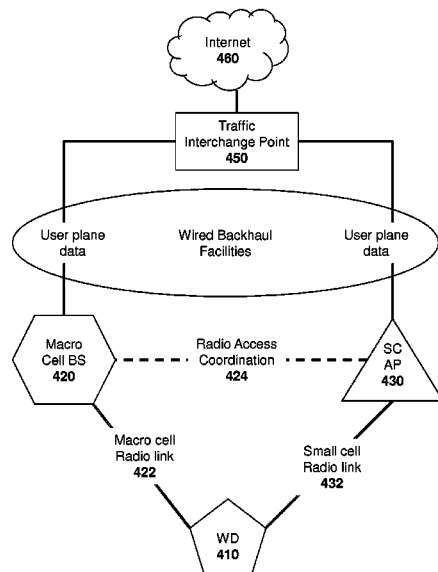 Internet
460
Traffic
Interchange Point
450
User plane
data
Wired Backhaul
Facilities
User plane
data
Macro
Cell BS
420
Radio Access
Coordination
424
SC
AP
430
Macro cell
Radio link
422
Small cell
Radio link
432
WD
410